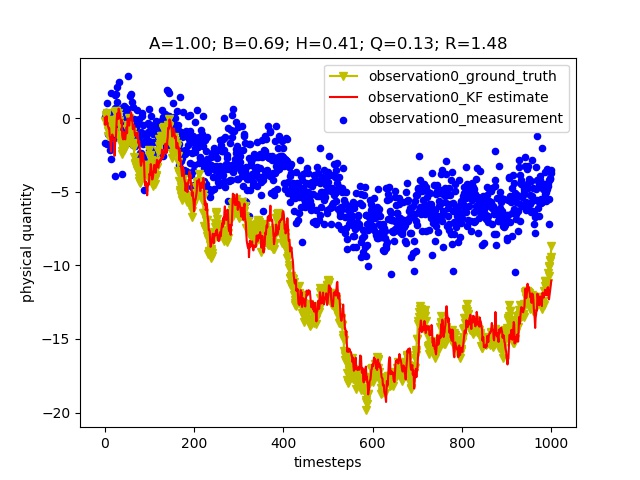 A=1.00; B=0.69; H=0.41; Q=0.13; R=1.48
observation0_ground_truth
observation0_KF estimate
observation0_measurement
physical quantity
0
−5
−10
−15
−20
0
200
400
600
800
1000
timesteps